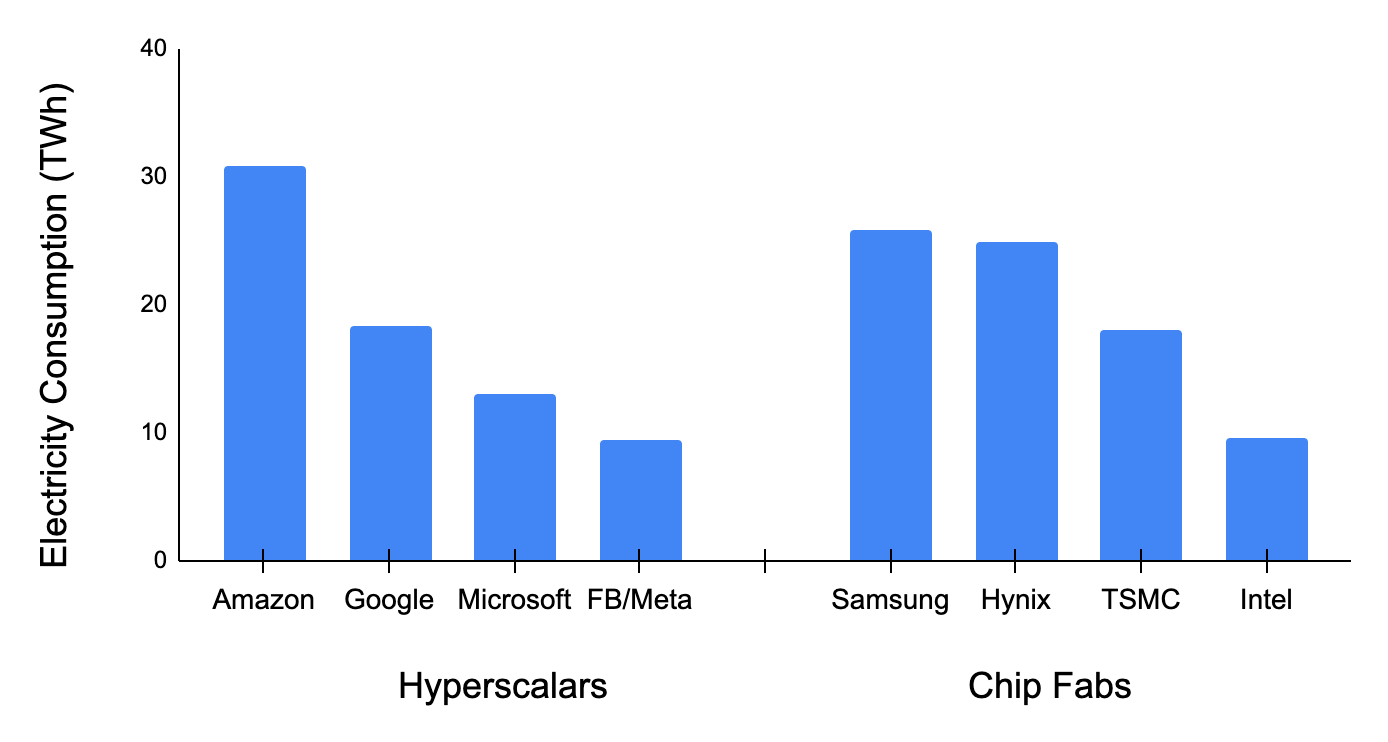 Electricity Consumption (TWh)
40
30
20
10
0
Amazon Google Microsoft FB/Meta Samsung Hynix TSMC Intel
Hyperscalars Chip Fabs